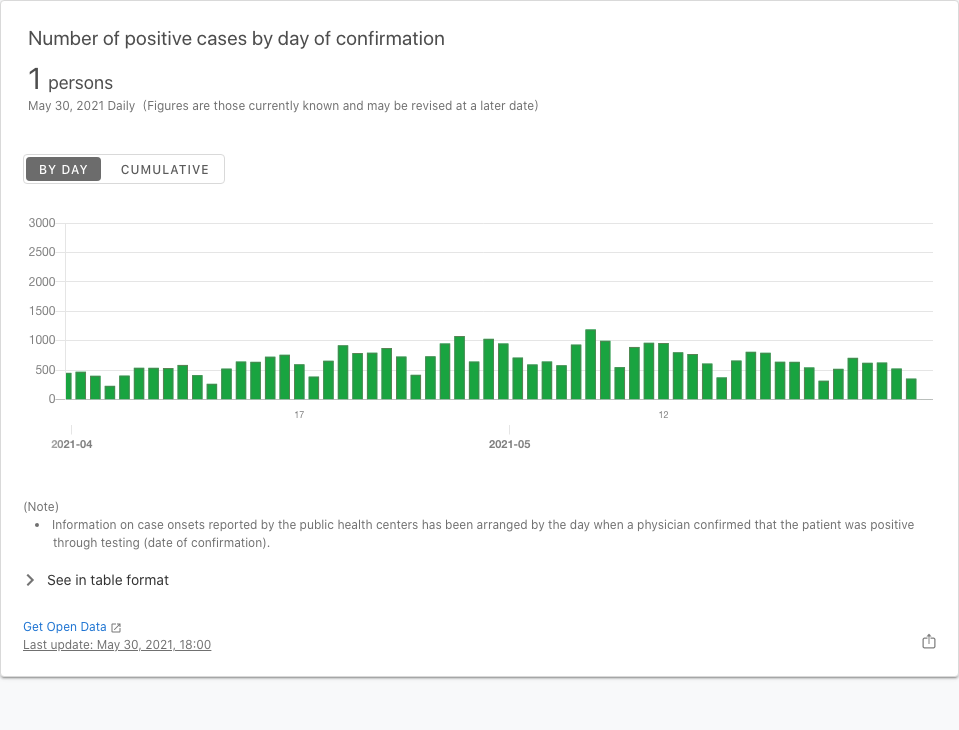 Number of positive cases by day of confirmation
1 persons
May 30, 2021 Daily (Figures are those currently known and may be revised at a later date)
BY DAY CUMULATIVE
3000
2500
2000
1500
1000
500
0
17 12
2021-04 2021-05
(Note)
• Information on case onsets reported by the public health centers has been arranged by the day when a physician confirmed that the patient was positive
through testing (date of confirmation).
See in table format
Get Open Data
Last update: May 30, 2021, 18:00